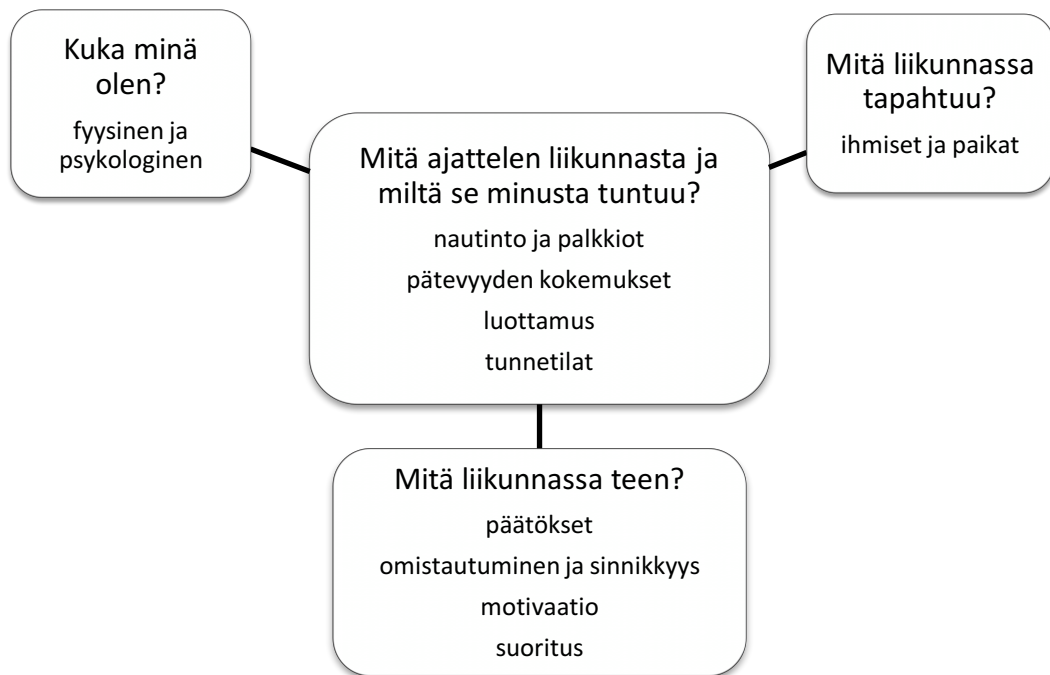 Kuka minä
olen?
fyysinen ja
psykologinen
Mitä liikunnassa
tapahtuu?
ihmiset ja paikat
Mitä ajattelen liikunnasta ja
miltä se minusta tuntuu?
nautinto ja palkkiot
pätevyyden kokemukset
luottamus
tunnetilat
Mitä liikunnassa teen?
päätökset
omistautuminen ja sinnikkyys
motivaatio
suoritus